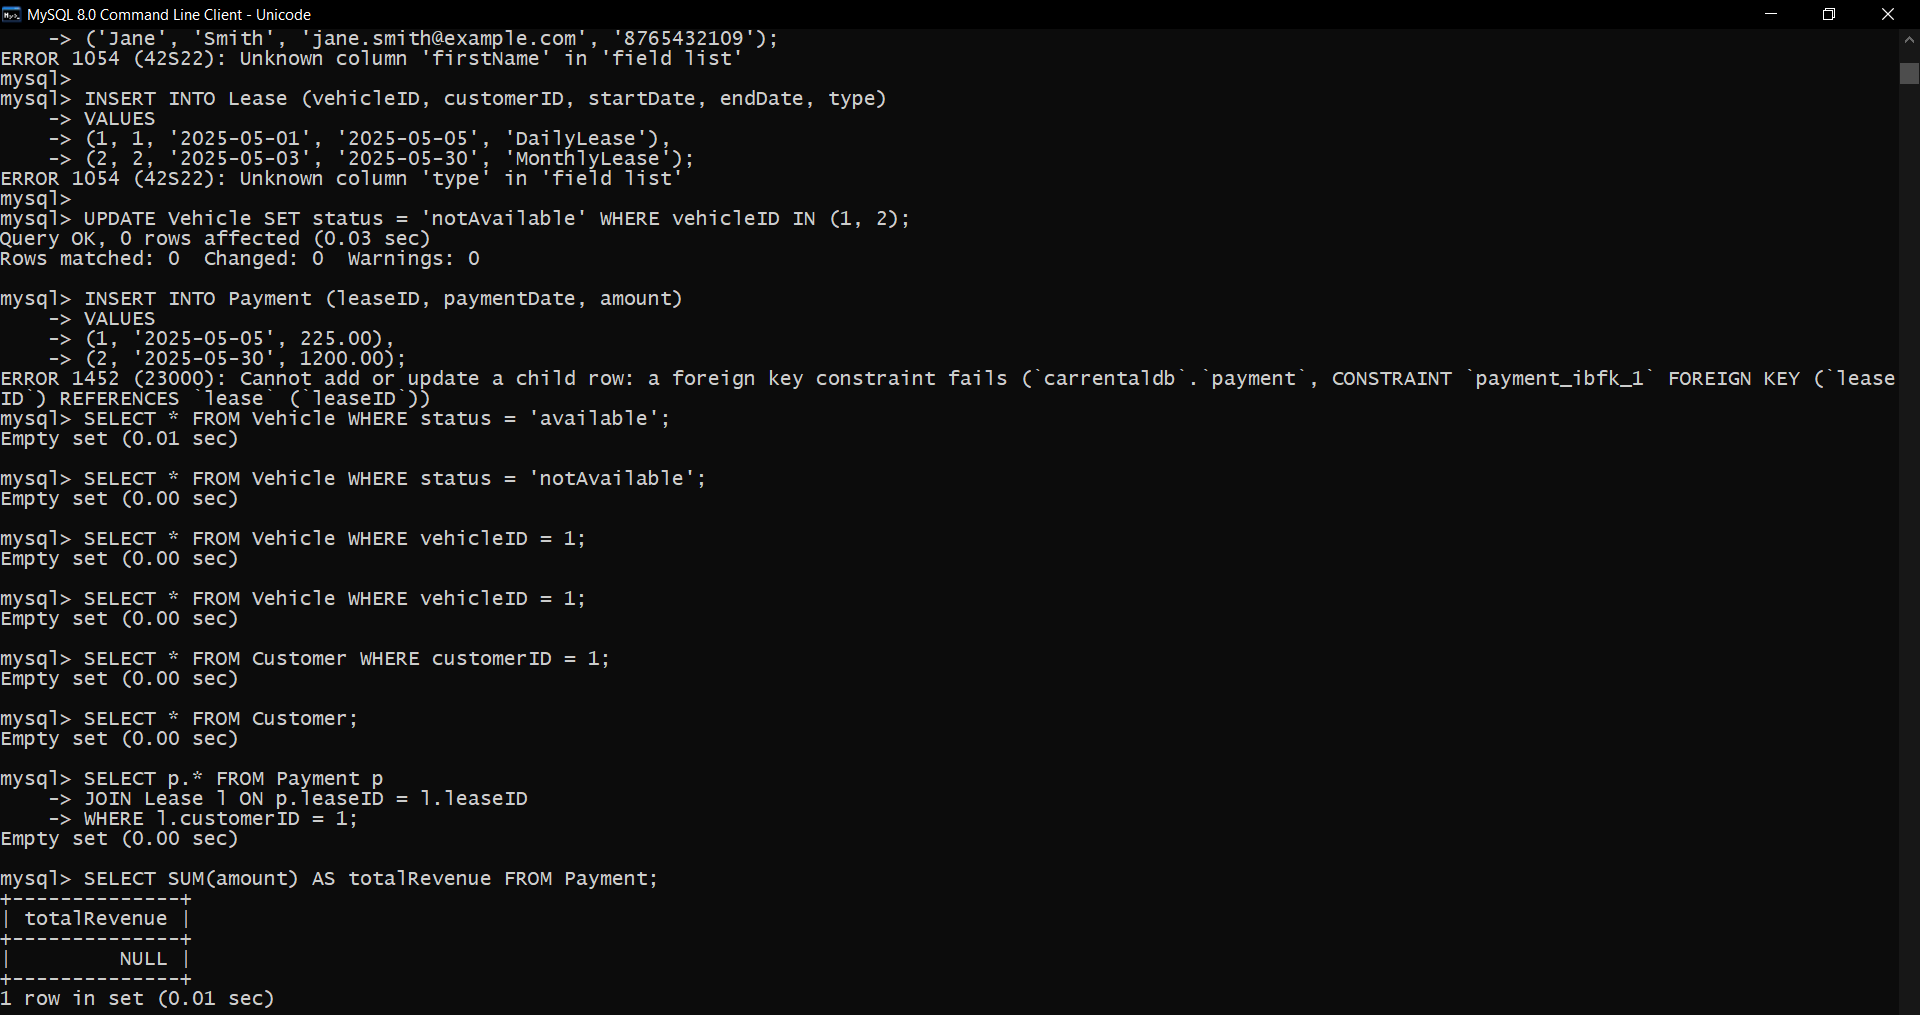 MySQL 8.0 Command Line Client - Unicode
    -> ('Jane', 'Smith', 'jane.smith@example.com', '8765432109');
ERROR 1054 (42S22): Unknown column 'firstName' in 'field list'
mysql>
mysql> INSERT INTO Lease (vehicleID, customerID, startDate, endDate, type)
    -> VALUES
    -> (1, 1, '2025-05-01', '2025-05-05', 'DailyLease'),
    -> (2, 2, '2025-05-03', '2025-05-30', 'MonthlyLease');
ERROR 1054 (42S22): Unknown column 'type' in 'field list'
mysql>
mysql> UPDATE Vehicle SET status = 'notAvailable' WHERE vehicleID IN (1, 2);
Query OK, 0 rows affected (0.03 sec)
Rows matched: 0  Changed: 0  Warnings: 0

mysql> INSERT INTO Payment (leaseID, paymentDate, amount)
    -> VALUES
    -> (1, '2025-05-05', 225.00),
    -> (2, '2025-05-30', 1200.00);
ERROR 1452 (23000): Cannot add or update a child row: a foreign key constraint fails (`carrentaldb`.`payment`, CONSTRAINT `payment_ibfk_1` FOREIGN KEY (`lease
ID`) REFERENCES `lease` (`leaseID`))
mysql> SELECT * FROM Vehicle WHERE status = 'available';
Empty set (0.01 sec)

mysql> SELECT * FROM Vehicle WHERE status = 'notAvailable';
Empty set (0.00 sec)

mysql> SELECT * FROM Vehicle WHERE vehicleID = 1;
Empty set (0.00 sec)

mysql> SELECT * FROM Vehicle WHERE vehicleID = 1;
Empty set (0.00 sec)

mysql> SELECT * FROM Customer WHERE customerID = 1;
Empty set (0.00 sec)

mysql> SELECT * FROM Customer;
Empty set (0.00 sec)

mysql> SELECT p.* FROM Payment p
    -> JOIN Lease l ON p.leaseID = l.leaseID
    -> WHERE l.customerID = 1;
Empty set (0.00 sec)

mysql> SELECT SUM(amount) AS totalRevenue FROM Payment;
+--------------+
| totalRevenue |
+--------------+
|         NULL |
+--------------+
1 row in set (0.01 sec)